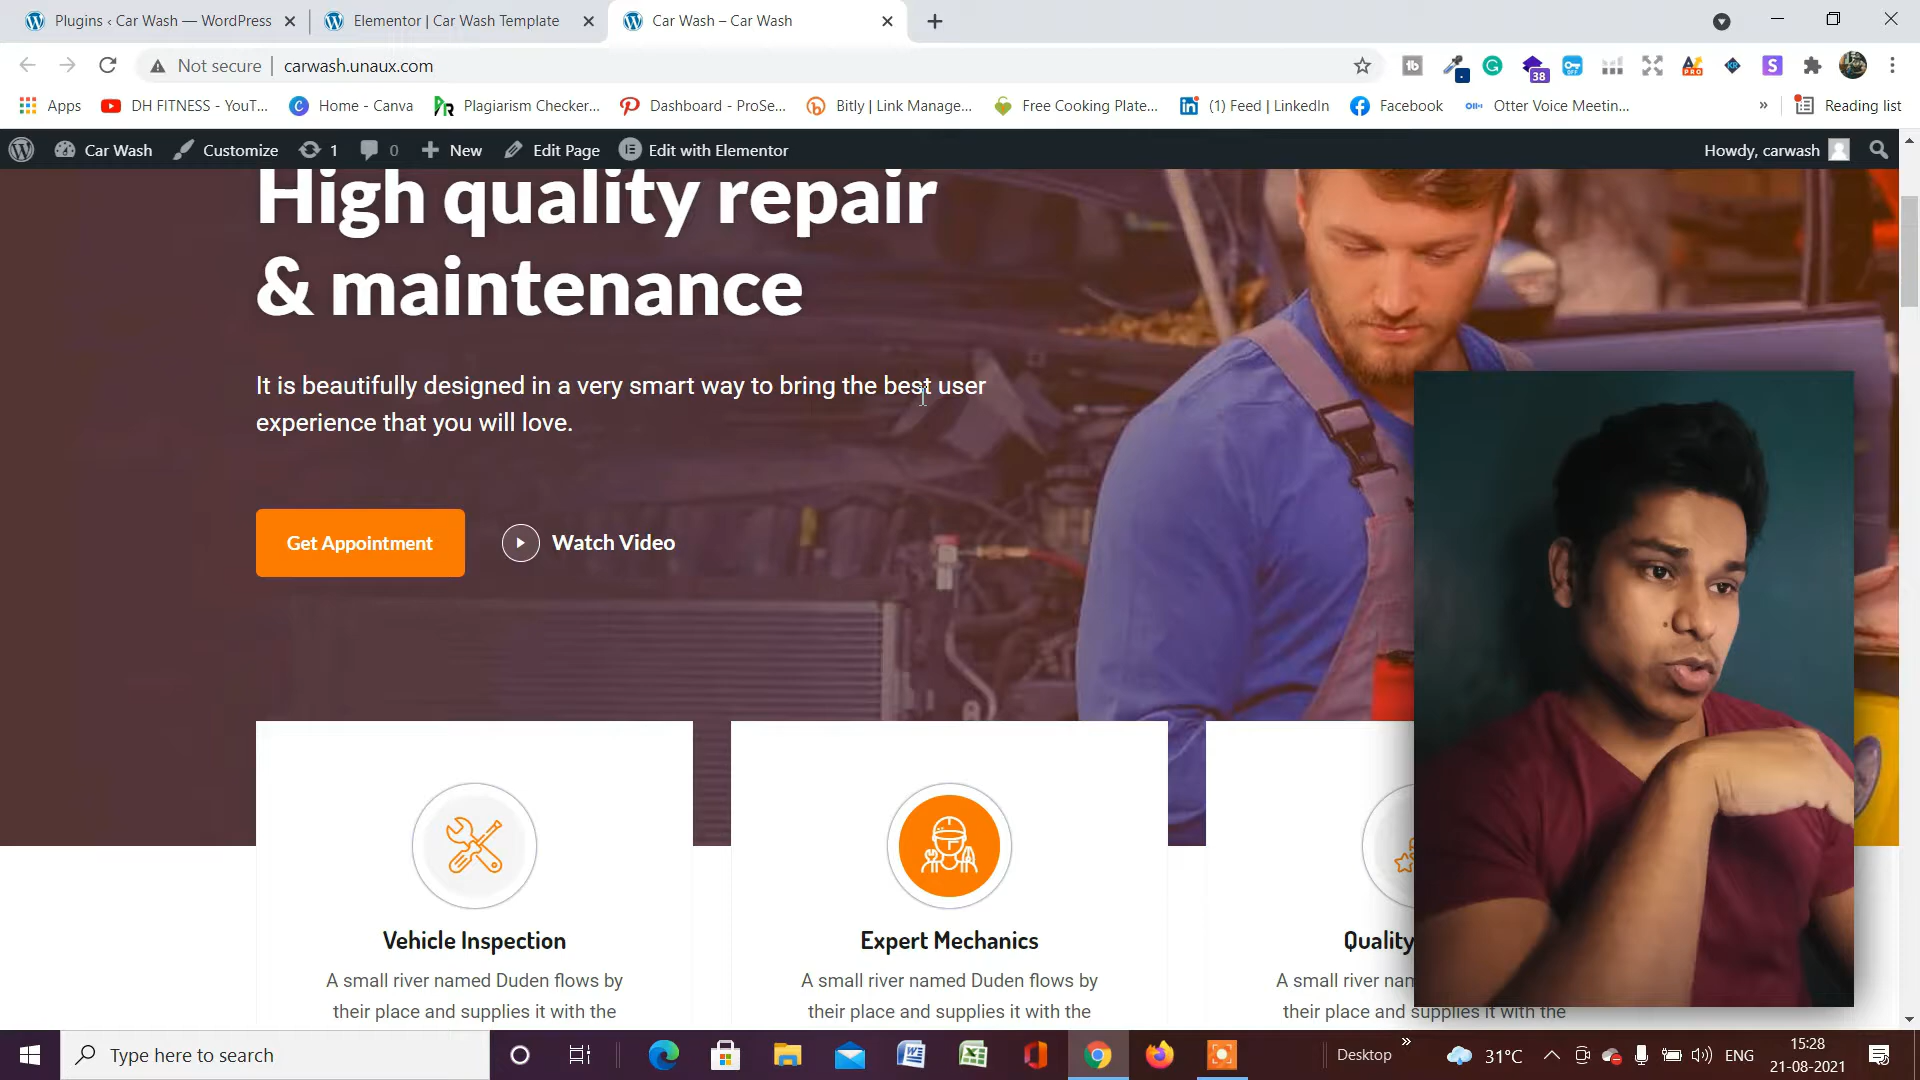 Plugins ‹ Car Wash — WordPress
Elementor | Car Wash Template
Car Wash – Car Wash
Not secure
carwash.unaux.com
38
Apps
DH FITNESS - YouT...
Home - Canva
Plagiarism Checker...
Dashboard - ProSe...
Bitly | Link Manage...
Free Cooking Plate...
(1) Feed | LinkedIn
Facebook
Otter Voice Meetin...
»
Reading list
Car Wash
Customize
1
0
New
Edit Page
Edit with Elementor
Howdy, carwash
High quality repair
& maintenance
It is beautifully designed in a very smart way to bring the best user
experience that you will love.
Get Appointment
Watch Video
Vehicle Inspection
A small river named Duden flows by
their place and supplies it with the
Expert Mechanics
A small river named Duden flows by
their place and supplies it with the
Quality
A small river nam
their place and supplies it with the
Type here to search
Desktop
»
31°C
ENG
15:28
21-08-2021